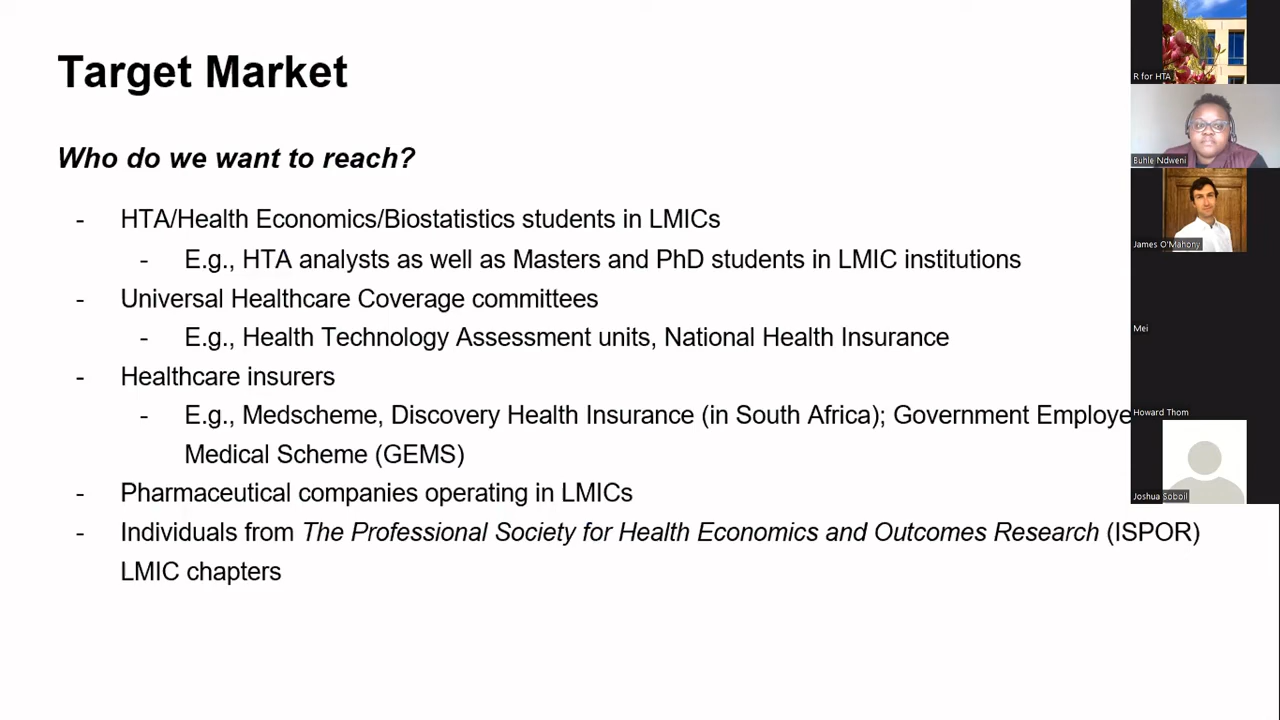 Target Market
Who do we want to reach?
- HTA/Health Economics/Biostatistics students in LMICs
- E.g., HTA analysts as well as Masters and PhD students in LMIC institutions
- Universal Healthcare Coverage committees
- E.g., Health Technology Assessment units, National Health Insurance
- Healthcare insurers
- E.g., Medscheme, Discovery Health Insurance (in South Africa); Government Employe
Medical Scheme (GEMS)
- Pharmaceutical companies operating in LMICs
- Individuals from The Professional Society for Health Economics and Outcomes Research (ISPOR)
LMIC chapters
R for HTA
Buhle Ndweni
James O'Mahony
Mei
Howard Thom
Joshua Soboil